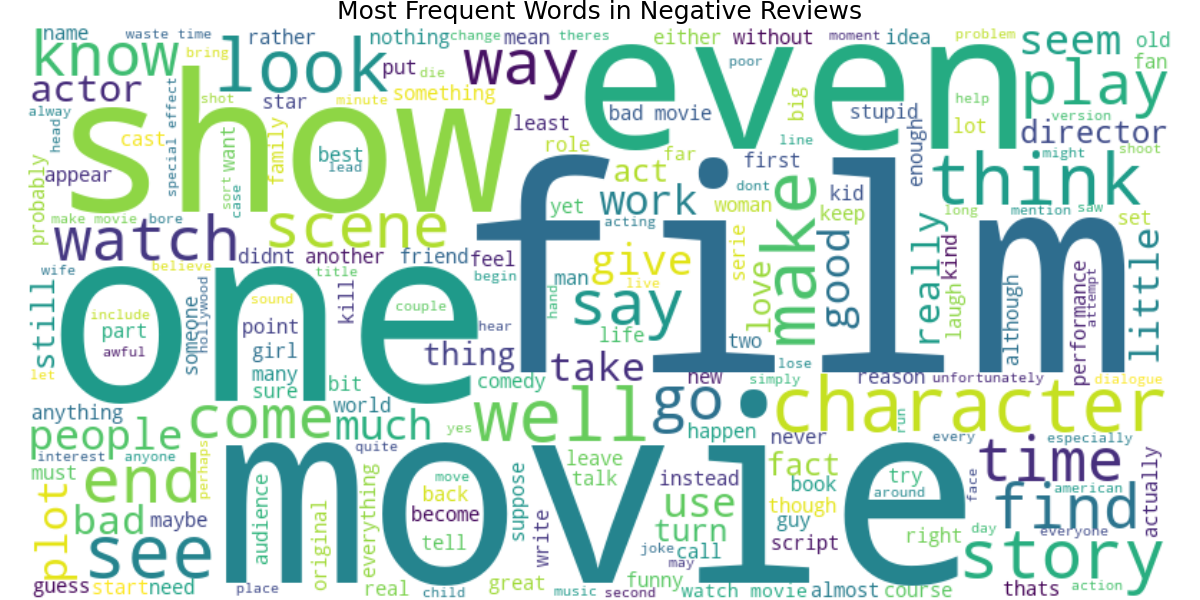 Most Frequent Words in Negative Reviews
name
waste time
rather
nothing
change
mean
theres
either
without
moment
idea
problem
seem
old
know
bring
look
put
die
way
even
poor
fan
actor
show
shot
star
minute
something
bad movie
big
stupid
help
play
alway
head
special effect
cast
want
family
least
line
lot
version
director
probably
appear
sort
case
best
lead
role
far
first
enough
might
shoot
think
act
film
dont
kid
yet
work
woman
keep
long
mention
saw
set
make movie
bore
scene
acting
watch
didnt
another
friend
feel
give
serie
love
make
good
really
kind
little
wife
believe
title
begin
man
live
still
one
include
part
awful
someone
hollywood
sound
kill
couple
hand
say
laugh
although
performance
attempt
point
hear
life
two
girl
thing
take
lose
let
many
sure
bit
comedy
new
simply
reason
unfortunately
dialogue
anything
come
world
much
well
go
character
run
people
yes
happen
never
every
especially
interest
anyone
perhaps
quite
movie
leave
fact
time
must
end
move
talk
instead
book
try
around
face
american
actually
plot
audience
original
everything
back
suppose
use
though
find
bad
maybe
become
write
turn
guy
day
everyone
see
tell
joke
call
script
right
story
may
guess
start
need
place
real
child
great
music
second
funny
watch movie
almost
course
thats
action